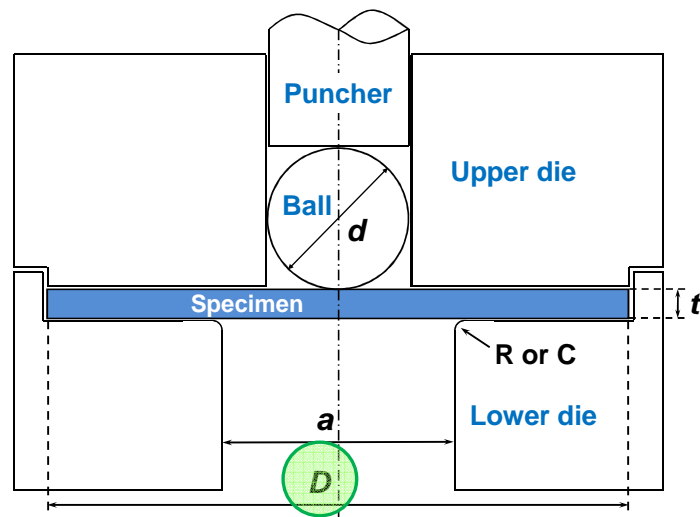 Puncher
Upper die
Ball
d
Specimen
t
R or C
a
Lower die
D